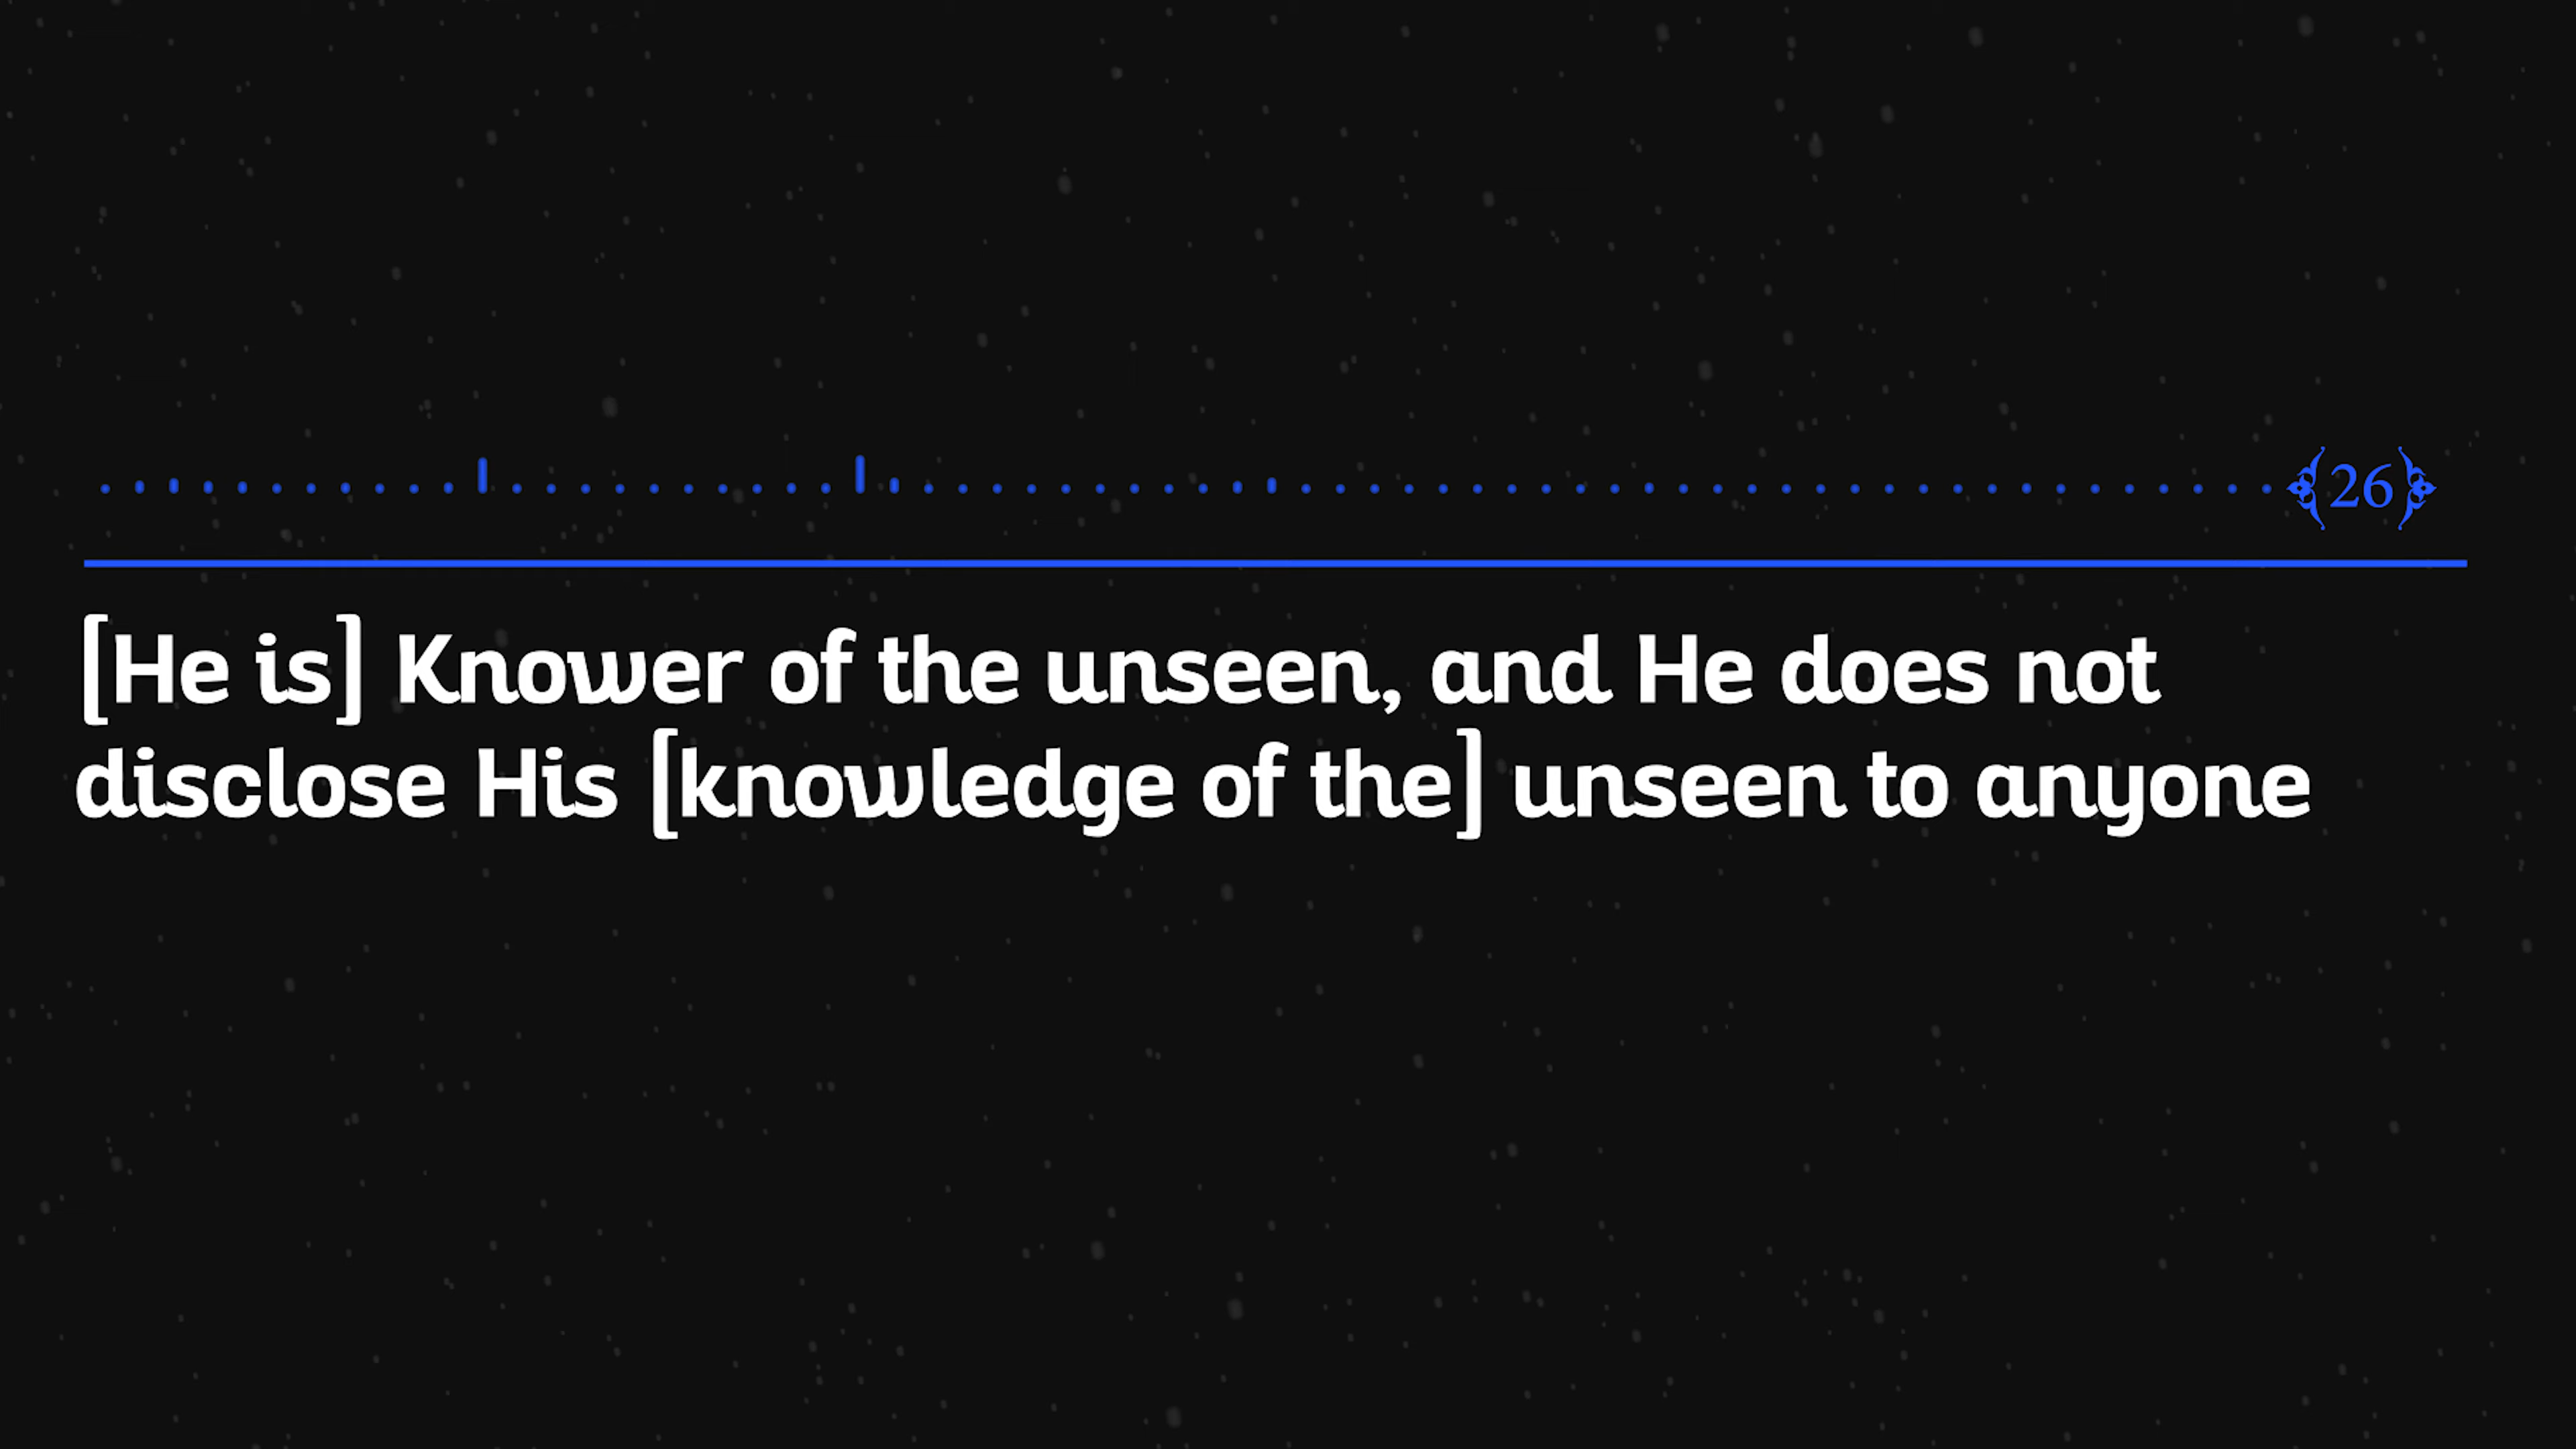 26
[He is] Knower of the unseen, and He does not
disclose His [knowledge of the] unseen to anyone